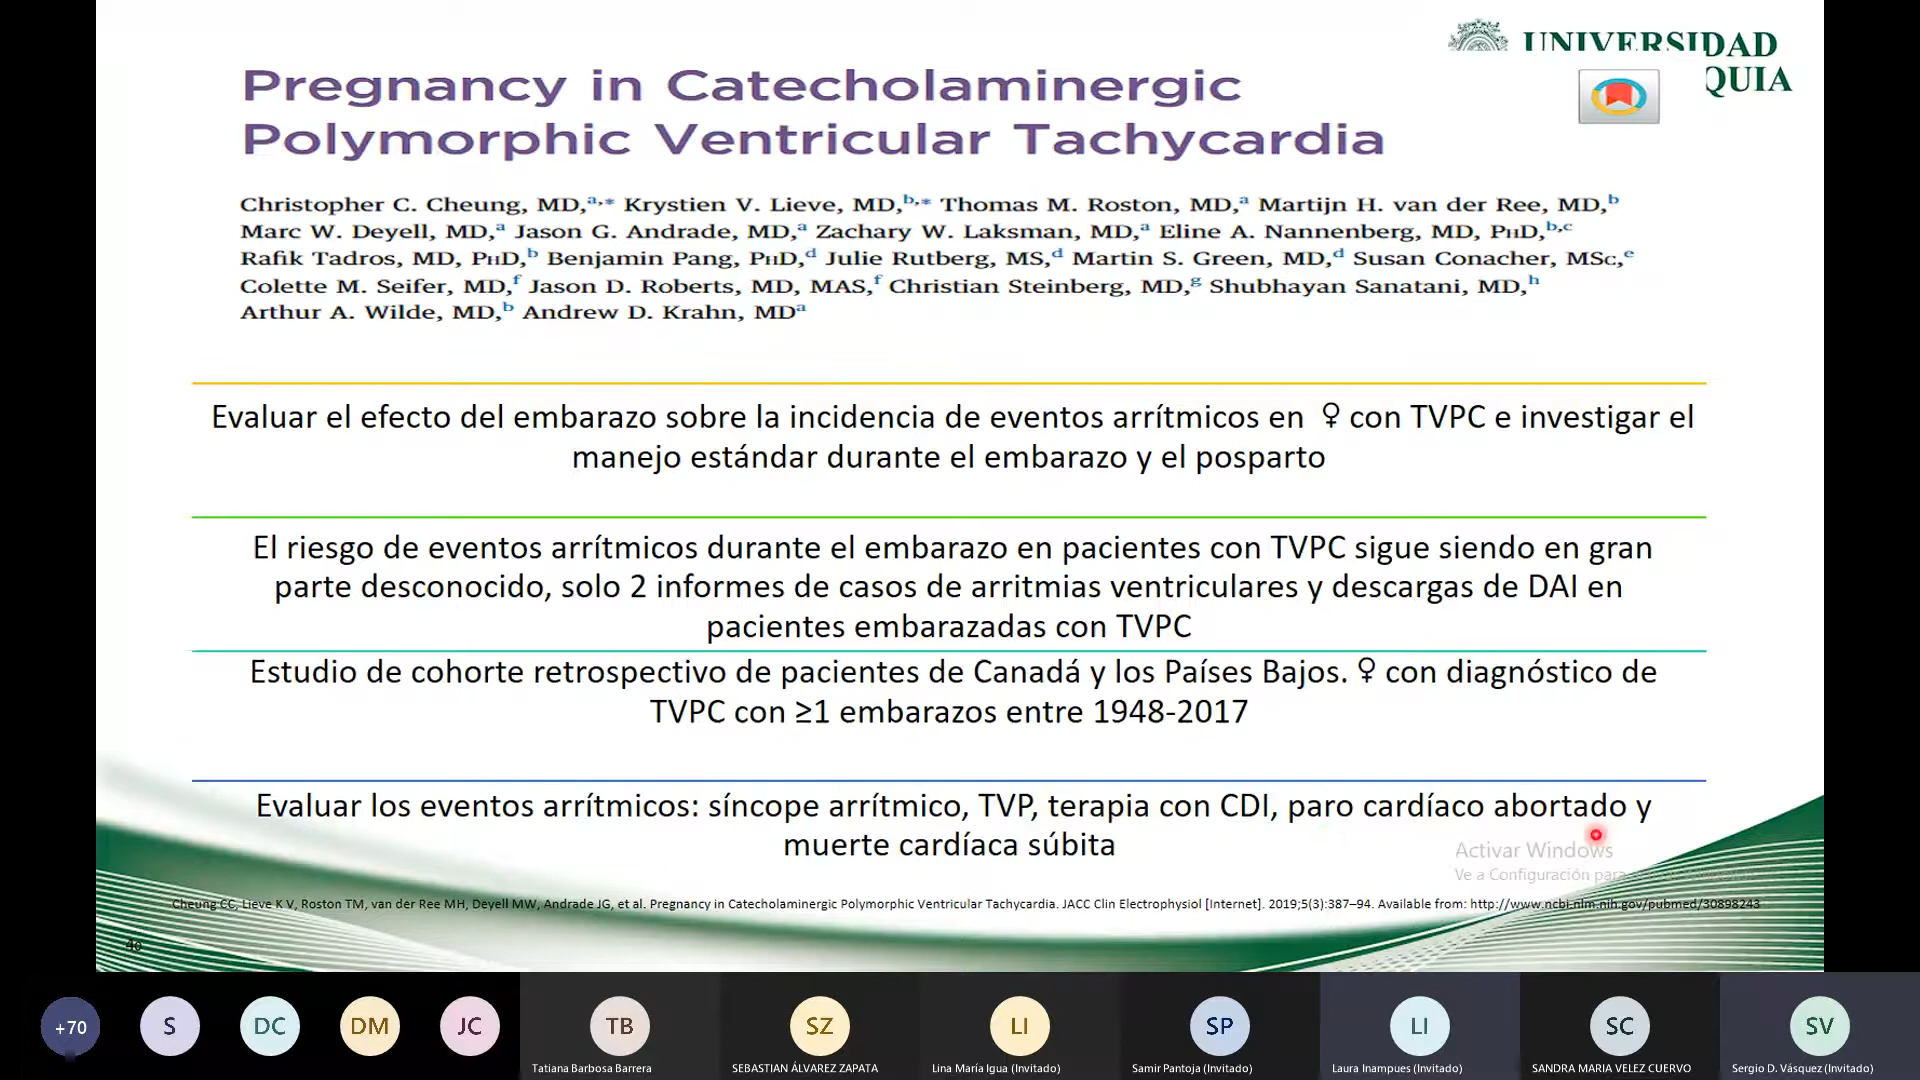 UNIVERSIDAD
QUIA
Pregnancy in Catecholaminergic
Polymorphic Ventricular Tachycardia
Christopher C. Cheung, MD,a,* Krystien V. Lieve, MD,b,* Thomas M. Roston, MD,a Martijn H. van der Ree, MD,b
Marc W. Deyell, MD,a Jason G. Andrade, MD,a Zachary W. Laksman, MD,a Eline A. Nannenberg, MD, PHD,b,c
Rafik Tadros, MD, PHD,b Benjamin Pang, PHD,d Julie Rutberg, MS,d Martin S. Green, MD,d Susan Conacher, MSC,e
Colette M. Seifer, MD,f Jason D. Roberts, MD, MAS,f Christian Steinberg, MD,g Shubhayan Sanatani, MD,h
Arthur A. Wilde, MD,b Andrew D. Krahn, MDa
Evaluar el efecto del embarazo sobre la incidencia de eventos arrítmicos en ♀ con TVPC e investigar el
manejo estándar durante el embarazo y el posparto
El riesgo de eventos arrítmicos durante el embarazo en pacientes con TVPC sigue siendo en gran
parte desconocido, solo 2 informes de casos de arritmias ventriculares y descargas de DAI en
pacientes embarazadas con TVPC
Estudio de cohorte retrospectivo de pacientes de Canadá y los Países Bajos. ♀ con diagnóstico de
TVPC con ≥1 embarazos entre 1948-2017
Evaluar los eventos arrítmicos: síncope arrítmico, TVP, terapia con CDI, paro cardíaco abortado y
muerte cardíaca súbita
Activar Windows
Ve a Configuración para
Cheung CC, Lieve K V, Roston TM, van der Ree MH, Deyell MW, Andrade JG, et al. Pregnancy in Catecholaminergic Polymorphic Ventricular Tachycardia. JACC Clin Electrophysiol [Internet]. 2019;5(3):387–94. Available from: http://www.ncbi.nlm.nih.gov/pubmed/30898243
+70
S
DC
DM
JC
TB
SZ
LI
SP
LI
SC
SV
Tatiana Barbosa Barrera
SEBASTIAN ÁLVAREZ ZAPATA
Lina María Igua (Invitado)
Samir Pantoja (Invitado)
Laura Inampues (Invitado)
SANDRA MARIA VELEZ CUERVO
Sergio D. Vásquez (Invitado)